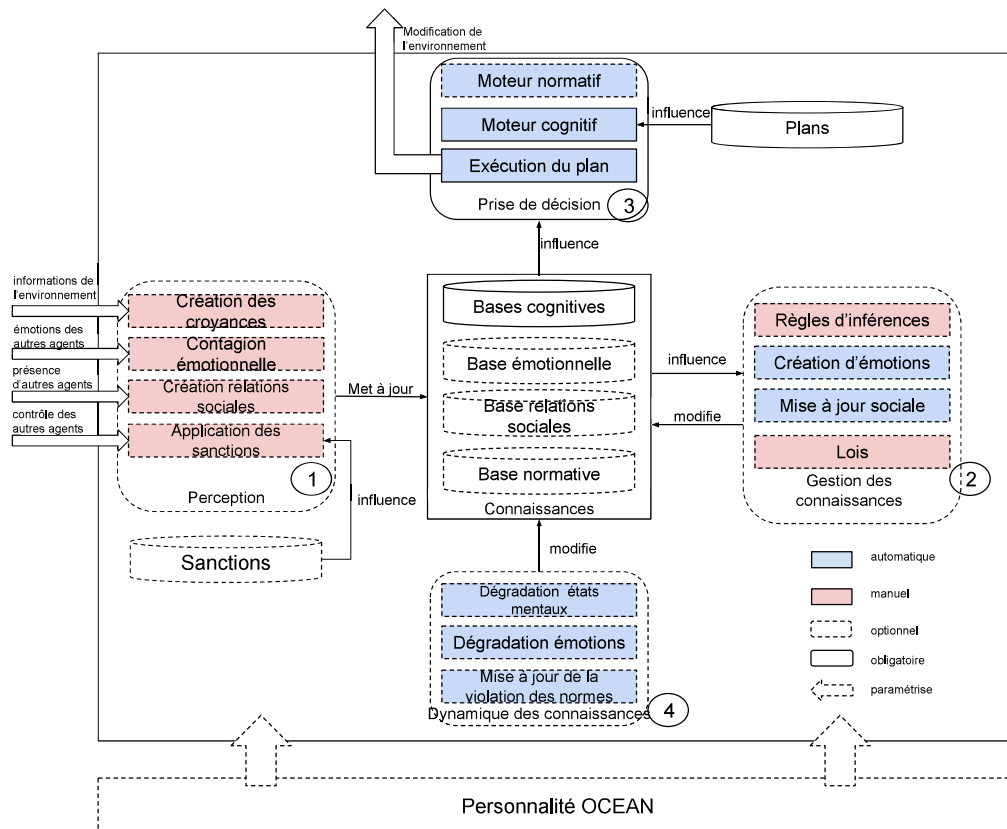 Modification de
l'environnement
Moteur normatif
Moteur cognitif
Exécution du plan
Prise de décision
3
influence
Plans
influence
informations de
l'environnement
émotions des
autres agents
présence
d'autres agents
contrôle des
autres agents
Création des
croyances
Contagion
émotionnelle
Création relations
sociales
Application des
sanctions
1
Perception
Met à jour
influence
Sanctions
Bases cognitives
Base émotionnelle
Base relations
sociales
Base normative
Connaissances
influence
modifie
Règles d'inférences
Création d'émotions
Mise à jour sociale
Lois
Gestion des
connaissances
2
modifie
Dégradation états
mentaux
Dégradation émotions
Mise à jour de la
violation des normes
Dynamique des connaissances
4
automatique
manuel
optionnel
obligatoire
paramétrise
Personnalité OCEAN